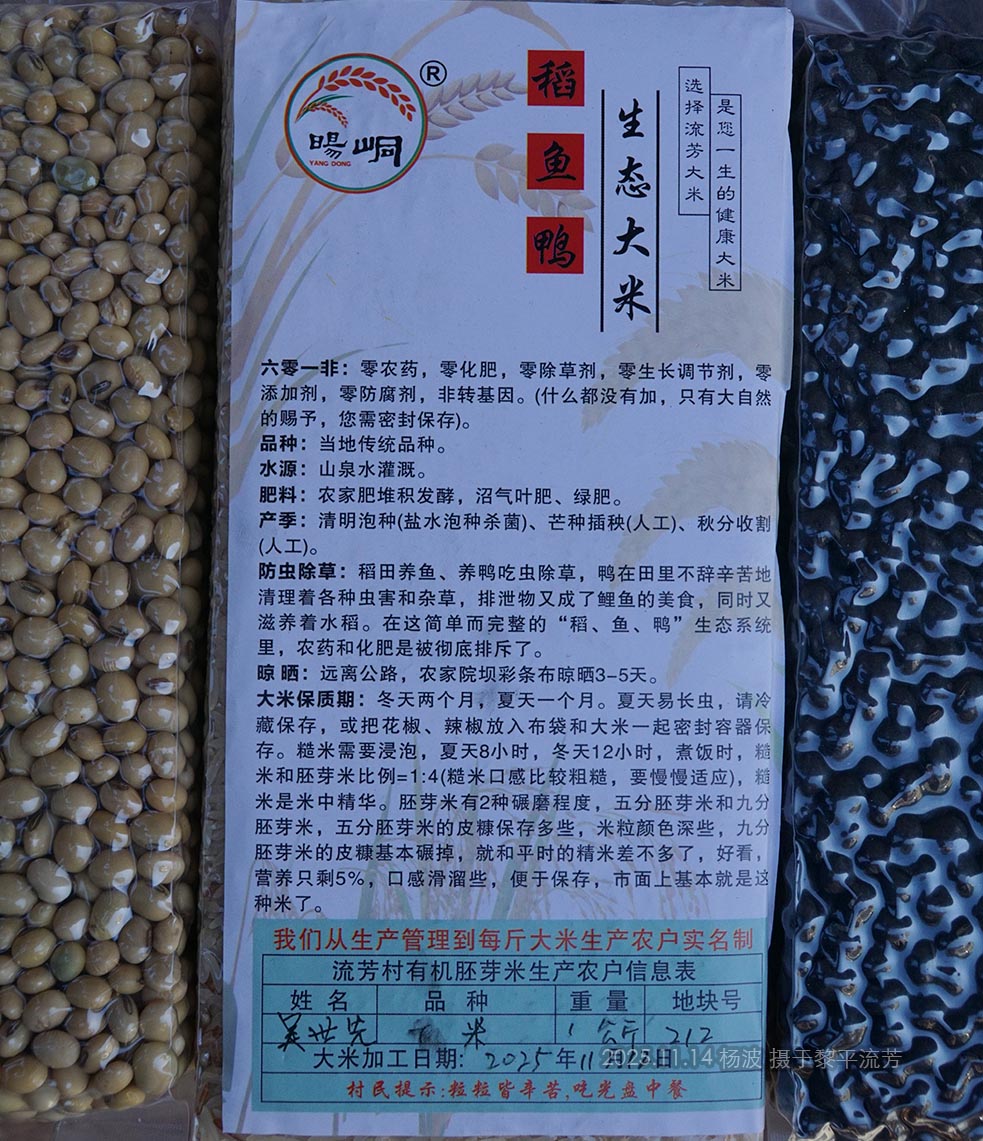 暘峒
YANG DONG
®
稻鱼鸭
生态大米
选择流芳大米
是您一生的健康大米
六零一非：零农药，零化肥，零除草剂，零生长调节剂，零
添加剂，零防腐剂，非转基因。(什么都没有加，只有大自然
的赐予，您需密封保存)。
品种：当地传统品种。
水源：山泉水灌溉。
肥料：农家肥堆积发酵，沼气叶肥、绿肥。
产季：清明泡种(盐水泡种杀菌)、芒种插秧(人工)、秋分收割
(人工)。
防虫除草：稻田养鱼、养鸭吃虫除草，鸭在田里不辞辛苦地
清理着各种虫害和杂草，排泄物又成了鲤鱼的美食，同时又
滋养着水稻。在这简单而完整的“稻、鱼、鸭”生态系统
里，农药和化肥是被彻底排斥了。
晾 晒：远离公路，农家院坝彩条布晾晒3-5天。
大米保质期：冬天两个月，夏天一个月。夏天易长虫，请冷
藏保存，或把花椒、辣椒放入布袋和大米一起密封容器保
存。糙米需要浸泡，夏天8小时，冬天12小时，煮饭时，糙
米和胚芽米比例=1:4(糙米口感比较粗糙，要慢慢适应)，糙
米是米中精华。胚芽米有2种碾磨程度，五分胚芽米和九分
胚芽米，五分胚芽米的皮糠保存多些，米粒颜色深些，九分
胚芽米的皮糠基本碾掉，就和平时的精米差不多了，好看，
营养只剩5%，口感滑溜些，便于保存，市面上基本就是这
种米了。
我们从生产管理到每斤大米生产农户实名制
流芳村有机胚芽米生产农户信息表
姓 名 品 种 重 量 地块号
吴世先 米 1公斤 212
大米加工日期：2025年11月 日
2025.11.14 杨波 摄于黎平流芳
村民提示：粒粒皆辛苦，吃光盘中餐